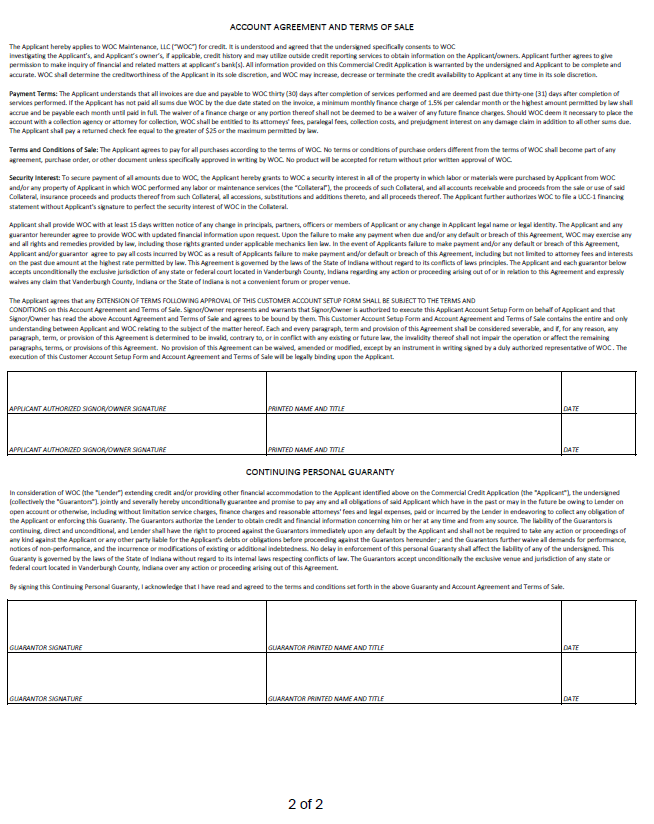 ACCOUNT AGREEMENT AND TERMS OF SALE
The Applicant hereby applies to WOC Maintenance, LLC ("WOC") for credit. It is understood and agreed that the undersigned specifically consents to WOC
investigating the Applicant's, and Applicant's owner's, if applicable, credit history and may utilize outside credit reporting services to obtain information on the Applicant/owners. Applicant further agrees to give
permission to make inquiry of financial and related matters at applicant's bank(s). All information provided on this Commercial Credit Application is warranted by the undersigned and Applicant to be complete and
accurate. WOC shall determine the creditworthiness of the Applicant in its sole discretion, and WOC may increase, decrease or terminate the credit availability to Applicant at any time in its sole discretion.
Payment Terms: The Applicant understands that all invoices are due and payable to WOC thirty (30) days after completion of services performed and are deemed past due thirty-one (31) days after completion of
services performed. If the Applicant has not paid all sums due WOC by the due date stated on the invoice, a minimum monthly finance charge of 1.5% per calendar month or the highest amount permitted by law shall
accrue and be payable each month until paid in full. The waiver of a finance charge or any portion thereof shall not be deemed to be a waiver of any future finance charges. Should WOC deem it necessary to place the
account with a collection agency or attorney for collection, WOC shall be entitled to its attorneys' fees, paralegal fees, collection costs, and prejudgment interest on any damage claim in addition to all other sums due.
The Applicant shall pay a returned check fee equal to the greater of $25 or the maximum permitted by law.
Terms and Conditions of Sale: The Applicant agrees to pay for all purchases according to the terms of WOC. No terms or conditions of purchase orders different from the terms of WOC shall become part of any
agreement, purchase order, or other document unless specifically approved in writing by WOC. No product will be accepted for return without prior written approval of WOC.
Security Interest: To secure payment of all amounts due to WOC, the Applicant hereby grants to WOC a security interest in all of the property in which labor or materials were purchased by Applicant from WOC
and/or any property of Applicant in which WOC performed any labor or maintenance services (the "Collateral"), the proceeds of such Collateral, and all accounts receivable and proceeds from the sale or use of said
Collateral, insurance proceeds and products thereof from such Collateral, all accessions, substitutions and additions thereto, and all proceeds thereof. The Applicant further authorizes WOC to file a UCC-1 financing
statement without Applicant's signature to perfect the security interest of WOC in the Collateral.
Applicant shall provide WOC with at least 15 days written notice of any change in principals, partners, officers or members of Applicant or any change in Applicant legal name or legal identity. The Applicant and any
guarantor hereunder agree to provide WOC with updated financial information upon request. Upon the failure to make any payment when due and/or any default or breach of this Agreement, WOC may exercise any
and all rights and remedies provided by law, including those rights granted under applicable mechanics lien law. In the event of Applicants failure to make payment and/or any default or breach of this Agreement,
Applicant and/or guarantor agree to pay all costs incurred by WOC as a result of Applicants failure to make payment and/or default or breach of this Agreement, including but not limited to attorney fees and interests
on the past due amount at the highest rate permitted by law. This Agreement is governed by the laws of the State of Indiana without regard to its conflicts of laws principles. The Applicant and each guarantor below
accepts unconditionally the exclusive jurisdiction of any state or federal court located in Vanderburgh County, Indiana regarding any action or proceeding arising out of or in relation to this Agreement and expressly
waives any claim that Vanderburgh County, Indiana or the State of Indiana is not a convenient forum or proper venue.
The Applicant agrees that any EXTENSION OF TERMS FOLLOWING APPROVAL OF THIS CUSTOMER ACCOUNT SETUP FORM SHALL BE SUBJECT TO THE TERMS AND
CONDITIONS on this Account Agreement and Terms of Sale. Signor/Owner represents and warrants that Signor/Owner is authorized to execute this Applicant Account Setup Form on behalf of Applicant and that
Signor/Owner has read the above Account Agreement and Terms of Sale and agrees to be bound by them. This Customer Account Setup Form and Account Agreement and Terms of Sale contains the entire and only
understanding between Applicant and WOC relating to the subject of the matter hereof. Each and every paragraph, term and provision of this Agreement shall be considered severable, and if, for any reason, any
paragraph, term, or provision of this Agreement is determined to be invalid, contrary to, or in conflict with any existing or future law, the invalidity thereof shall not impair the operation or affect the remaining
paragraphs, terms, or provisions of this Agreement. No provision of this Agreement can be waived, amended or modified, except by an instrument in writing signed by a duly authorized representative of WOC . The
execution of this Customer Account Setup Form and Account Agreement and Terms of Sale will be legally binding upon the Applicant.
APPLICANT AUTHORIZED SIGNOR/OWNER SIGNATURE PRINTED NAME AND TITLE DATE
APPLICANT AUTHORIZED SIGNOR/OWNER SIGNATURE PRINTED NAME AND TITLE DATE
CONTINUING PERSONAL GUARANTY
In consideration of WOC (the "Lender") extending credit and/or providing other financial accommodation to the Applicant identified above on the Commercial Credit Application (the "Applicant"), the undersigned
(collectively the "Guarantors"). jointly and severally hereby unconditionally guarantee and promise to pay any and all obligations of said Applicant which have in the past or may in the future be owing to Lender on
open account or otherwise, including without limitation service charges, finance charges and reasonable attorneys' fees and legal expenses, paid or incurred by the Lender in endeavoring to collect any obligation of
the Applicant or enforcing this Guaranty. The Guarantors authorize the Lender to obtain credit and financial information concerning him or her at any time and from any source. The liability of the Guarantors is
continuing, direct and unconditional, and Lender shall have the right to proceed against the Guarantors immediately upon any default by the Applicant and shall not be required to take any action or proceedings of
any kind against the Applicant or any other party liable for the Applicant's debts or obligations before proceeding against the Guarantors hereunder ; and the Guarantors further waive all demands for performance,
notices of non-performance, and the incurrence or modifications of existing or additional indebtedness. No delay in enforcement of this personal Guaranty shall affect the liability of any of the undersigned. This
Guaranty is governed by the laws of the State of Indiana without regard to its internal laws respecting conflicts of law. The Guarantors accept unconditionally the exclusive venue and jurisdiction of any state or
federal court located in Vanderburgh County, Indiana over any action or proceeding arising out of this Agreement.
By signing this Continuing Personal Guaranty, I acknowledge that I have read and agreed to the terms and conditions set forth in the above Guaranty and Account Agreement and Terms of Sale.
GUARANTOR SIGNATURE GUARANTOR PRINTED NAME AND TITLE DATE
GUARANTOR SIGNATURE GUARANTOR PRINTED NAME AND TITLE DATE
2 of 2